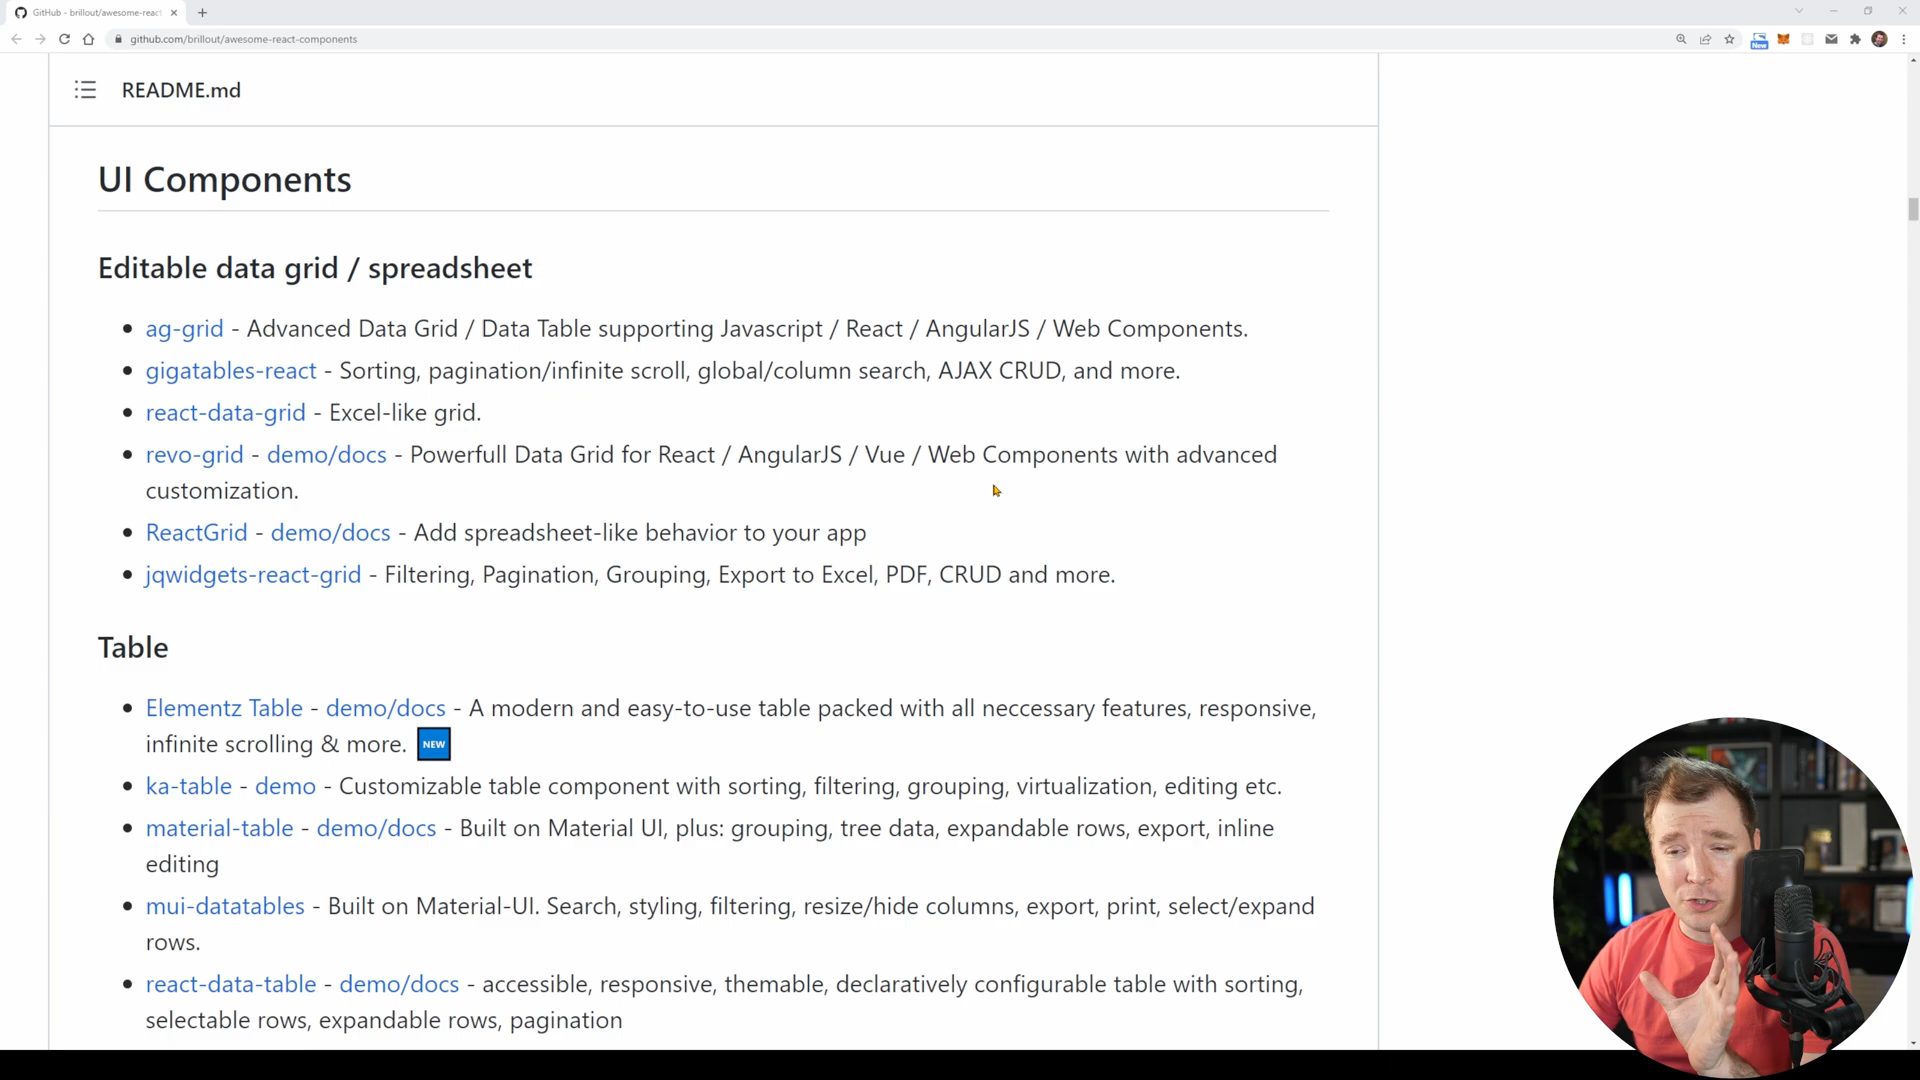 GitHub - brillout/awesome-react
github.com/brillout/awesome-react-components
New
README.md
UI Components
Editable data grid / spreadsheet
• ag-grid - Advanced Data Grid / Data Table supporting Javascript / React / AngularJS / Web Components.
• gigatables-react - Sorting, pagination/infinite scroll, global/column search, AJAX CRUD, and more.
• react-data-grid - Excel-like grid.
• revo-grid - demo/docs - Powerfull Data Grid for React / AngularJS / Vue / Web Components with advanced
customization.
• ReactGrid - demo/docs - Add spreadsheet-like behavior to your app
• jqwidgets-react-grid - Filtering, Pagination, Grouping, Export to Excel, PDF, CRUD and more.
Table
• Elementz Table - demo/docs - A modern and easy-to-use table packed with all neccessary features, responsive,
infinite scrolling & more. NEW
• ka-table - demo - Customizable table component with sorting, filtering, grouping, virtualization, editing etc.
• material-table - demo/docs - Built on Material UI, plus: grouping, tree data, expandable rows, export, inline
editing
• mui-datatables - Built on Material-UI. Search, styling, filtering, resize/hide columns, export, print, select/expand
rows.
• react-data-table - demo/docs - accessible, responsive, themable, declaratively configurable table with sorting,
selectable rows, expandable rows, pagination